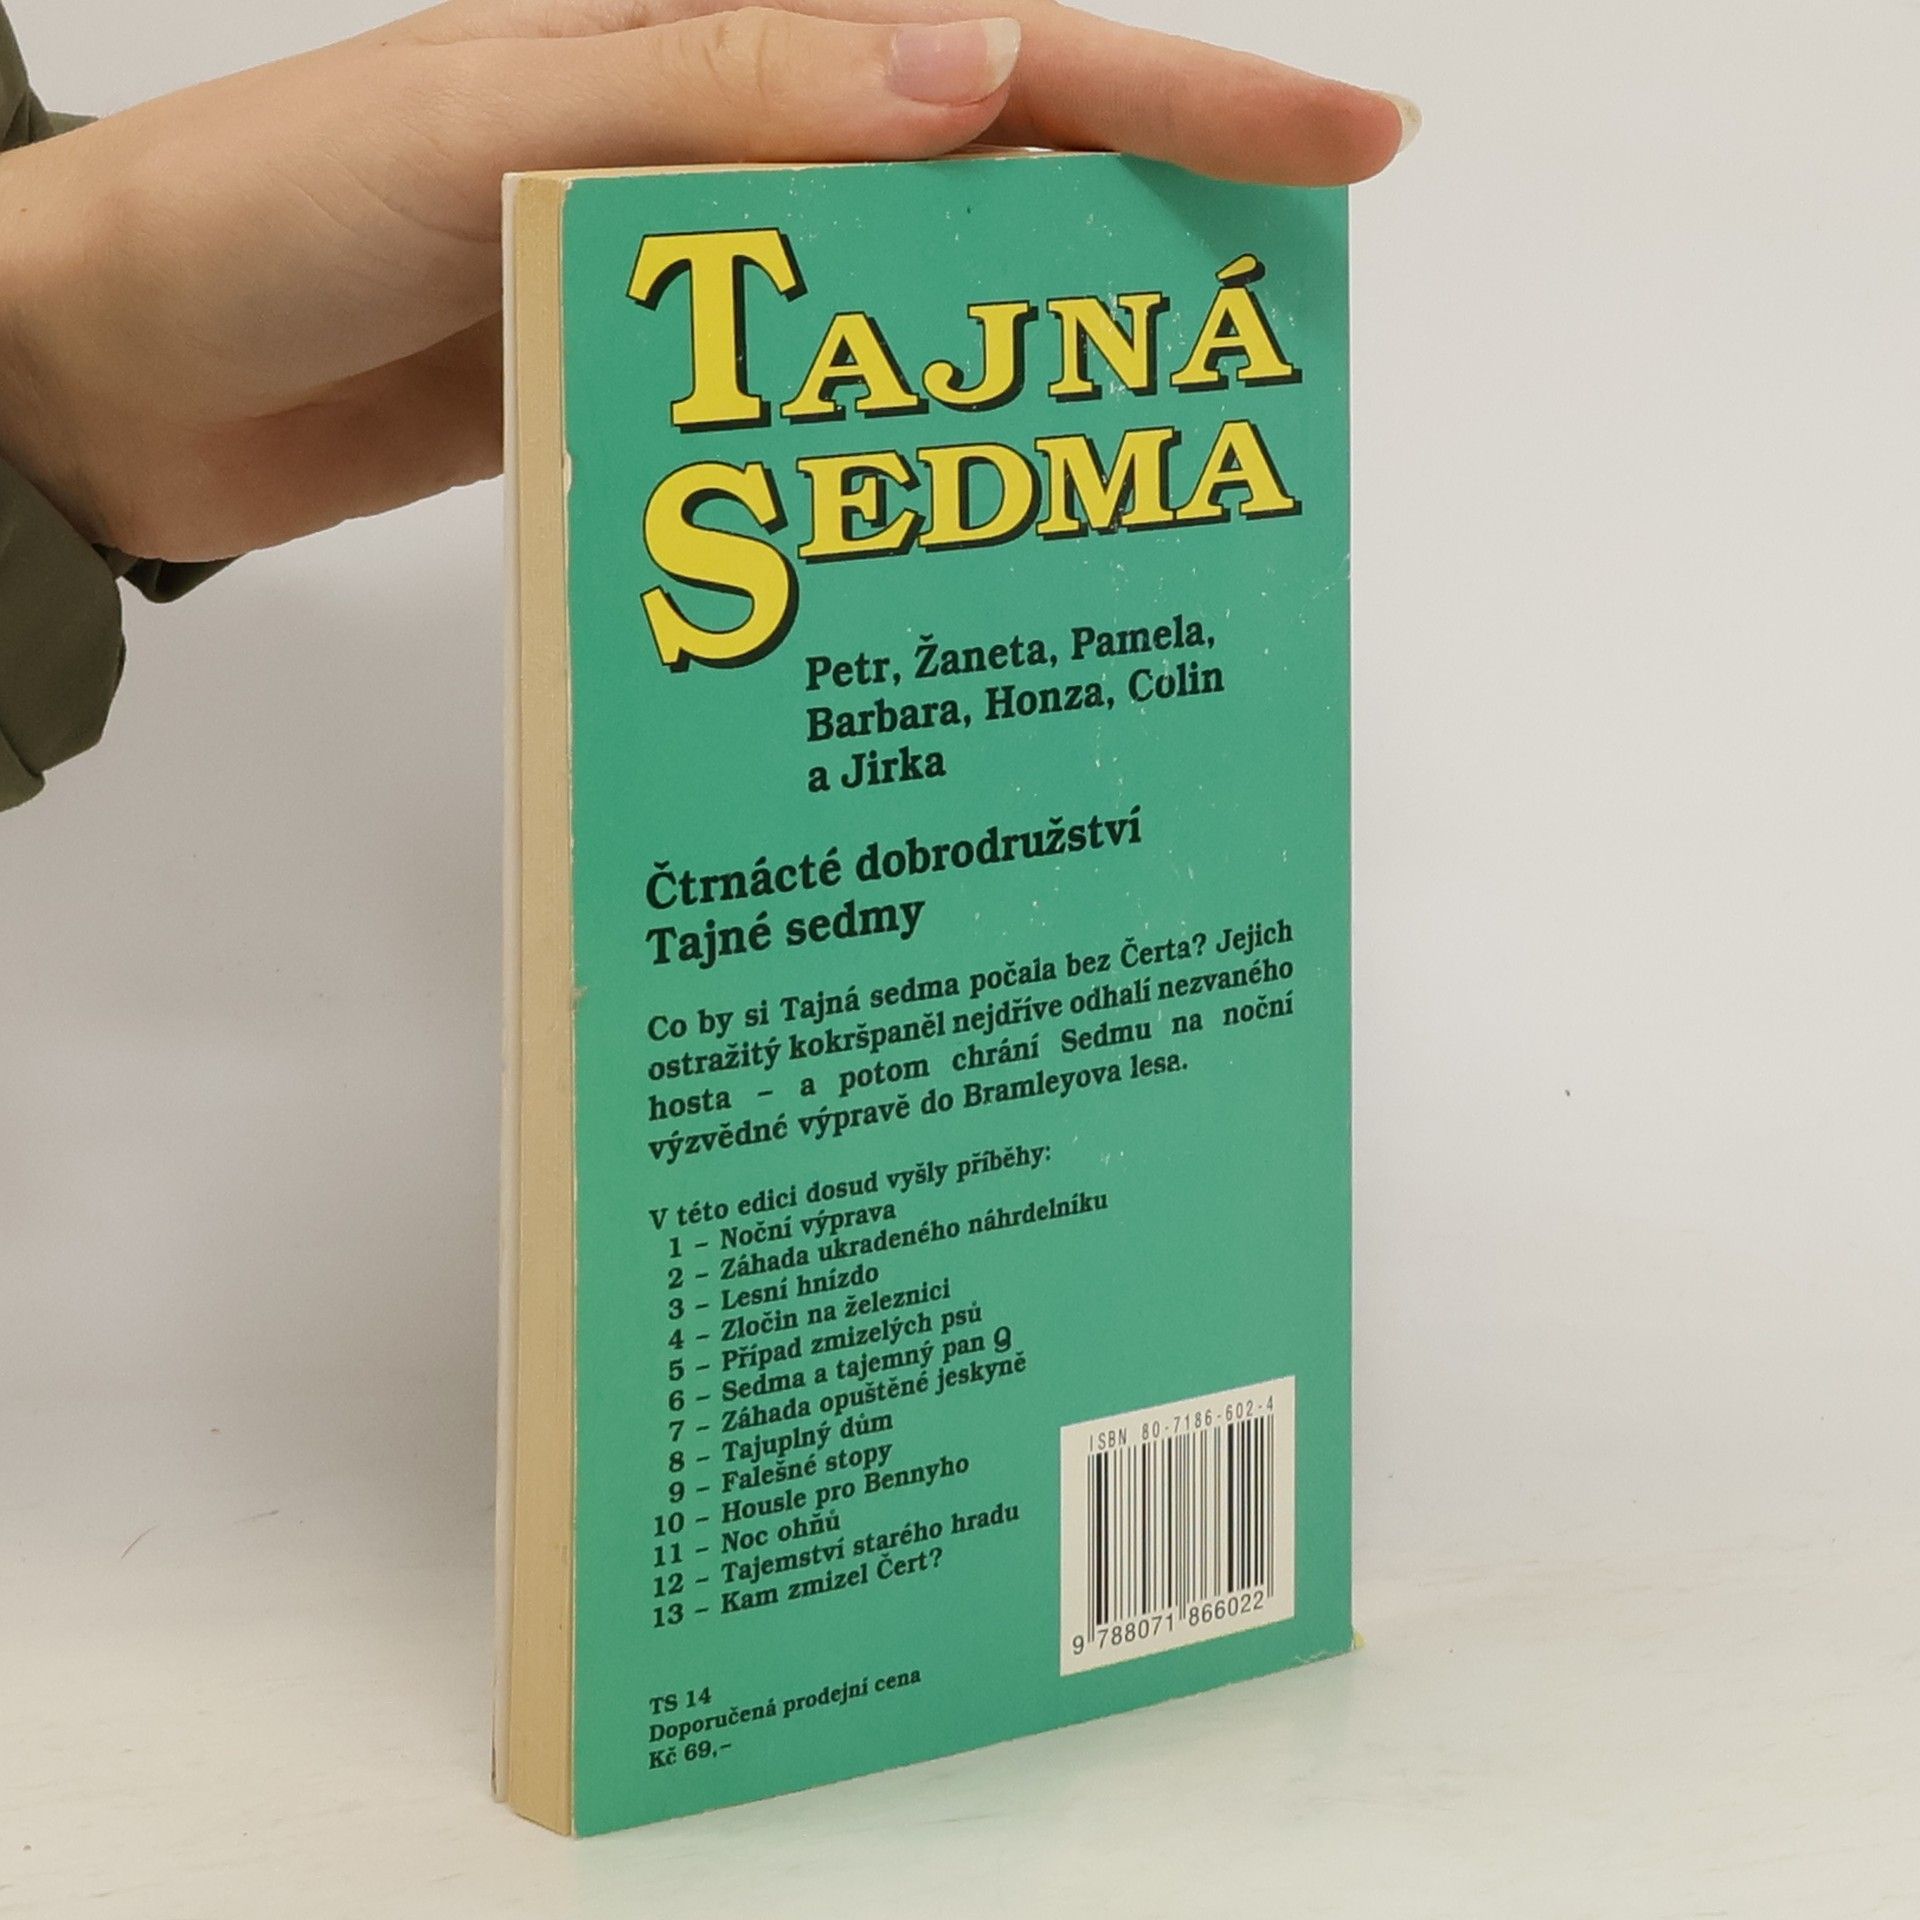 TAJNÁ
SEDMA
Petr, Žaneta, Pamela,
Barbara, Honza, Colin
a Jirka
Čtrnácté dobrodružství
Tajné sedmy
Co by si Tajná sedma počala bez Čerta? Jejich
ostražitý kokršpaněl nejdříve odhalí nezvaného
hosta – a potom chrání Sedmu na noční
výzvědné výpravě do Bramleyova lesa.
V této edici dosud vyšly příběhy:
1 – Noční výprava
2 – Záhada ukradeného náhrdelníku
3 – Lesní hnízdo
4 – Zločin na železnici
5 – Případ zmizelých psů
6 – Sedma a tajemný pan Q
7 – Záhada opuštěné jeskyně
8 – Tajuplný dům
9 – Falešné stopy
10 – Housle pro Bennyho
11 – Noc ohňů
12 – Tajemství starého hradu
13 – Kam zmizel Čert?
ISBN 80-7186-602-4
9 788071 866022
TS 14
Doporučená prodejní cena
Kč 69,–